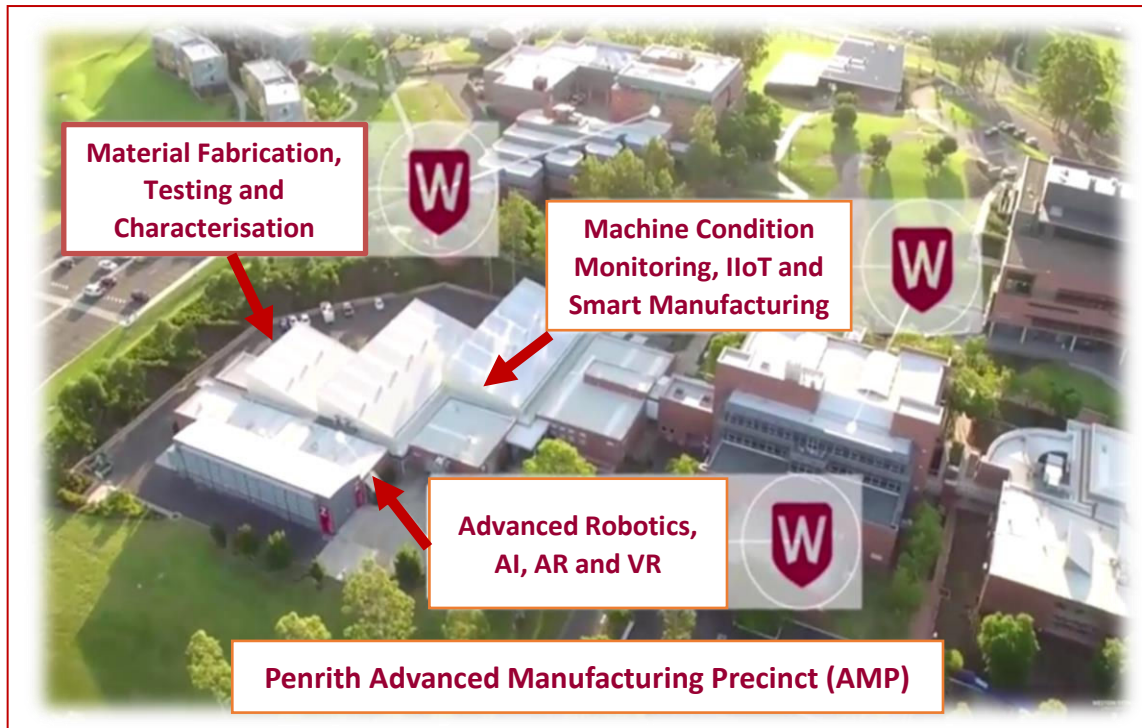 Material Fabrication,
Testing and
Characterisation
W
Machine Condition
Monitoring, IIoT and
Smart Manufacturing
W
Advanced Robotics,
AI, AR and VR
W
Penrith Advanced Manufacturing Precinct (AMP)